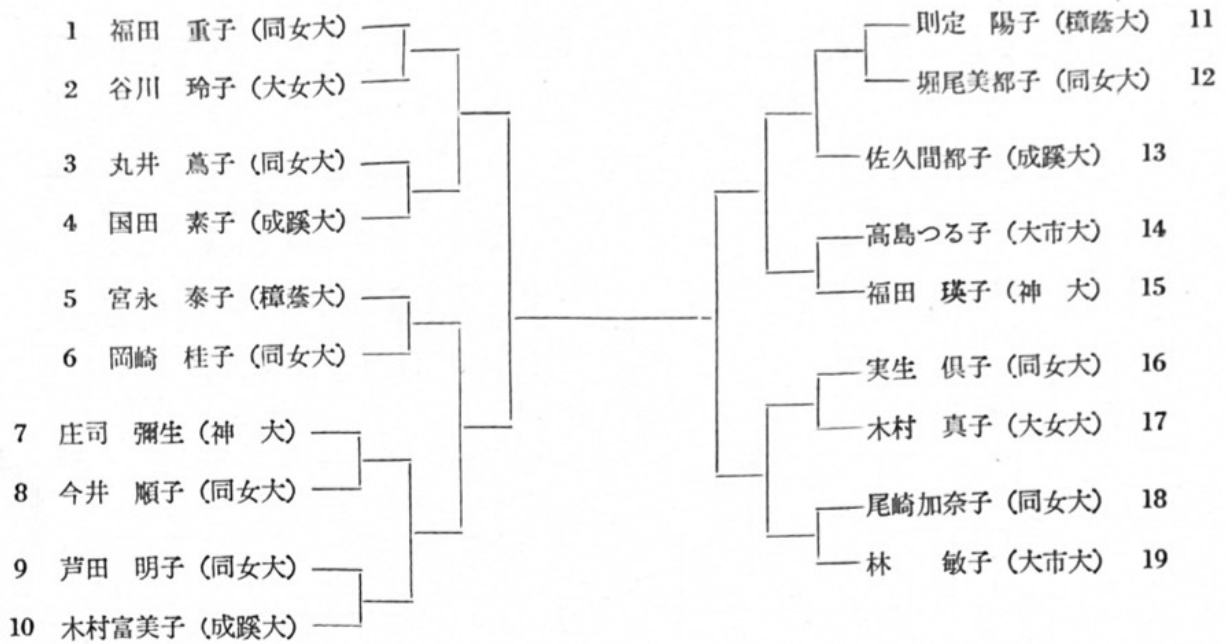 1 福田 重子 (同女大)
2 谷川 玲子 (大女大)
3 丸井 蔦子 (同女大)
4 国田 素子 (成蹊大)
5 宮永 泰子 (樟蔭大)
6 岡崎 桂子 (同女大)
7 庄司 彌生 (神 大)
8 今井 順子 (同女大)
9 芦田 明子 (同女大)
10 木村富美子 (成蹊大)
則定 陽子 (樟蔭大) 11
堀尾美都子 (同女大) 12
佐久間都子 (成蹊大) 13
高島つる子 (大市大) 14
福田 瑛子 (神 大) 15
実生 倶子 (同女大) 16
木村 真子 (大女大) 17
尾崎加奈子 (同女大) 18
林 敏子 (大市大) 19